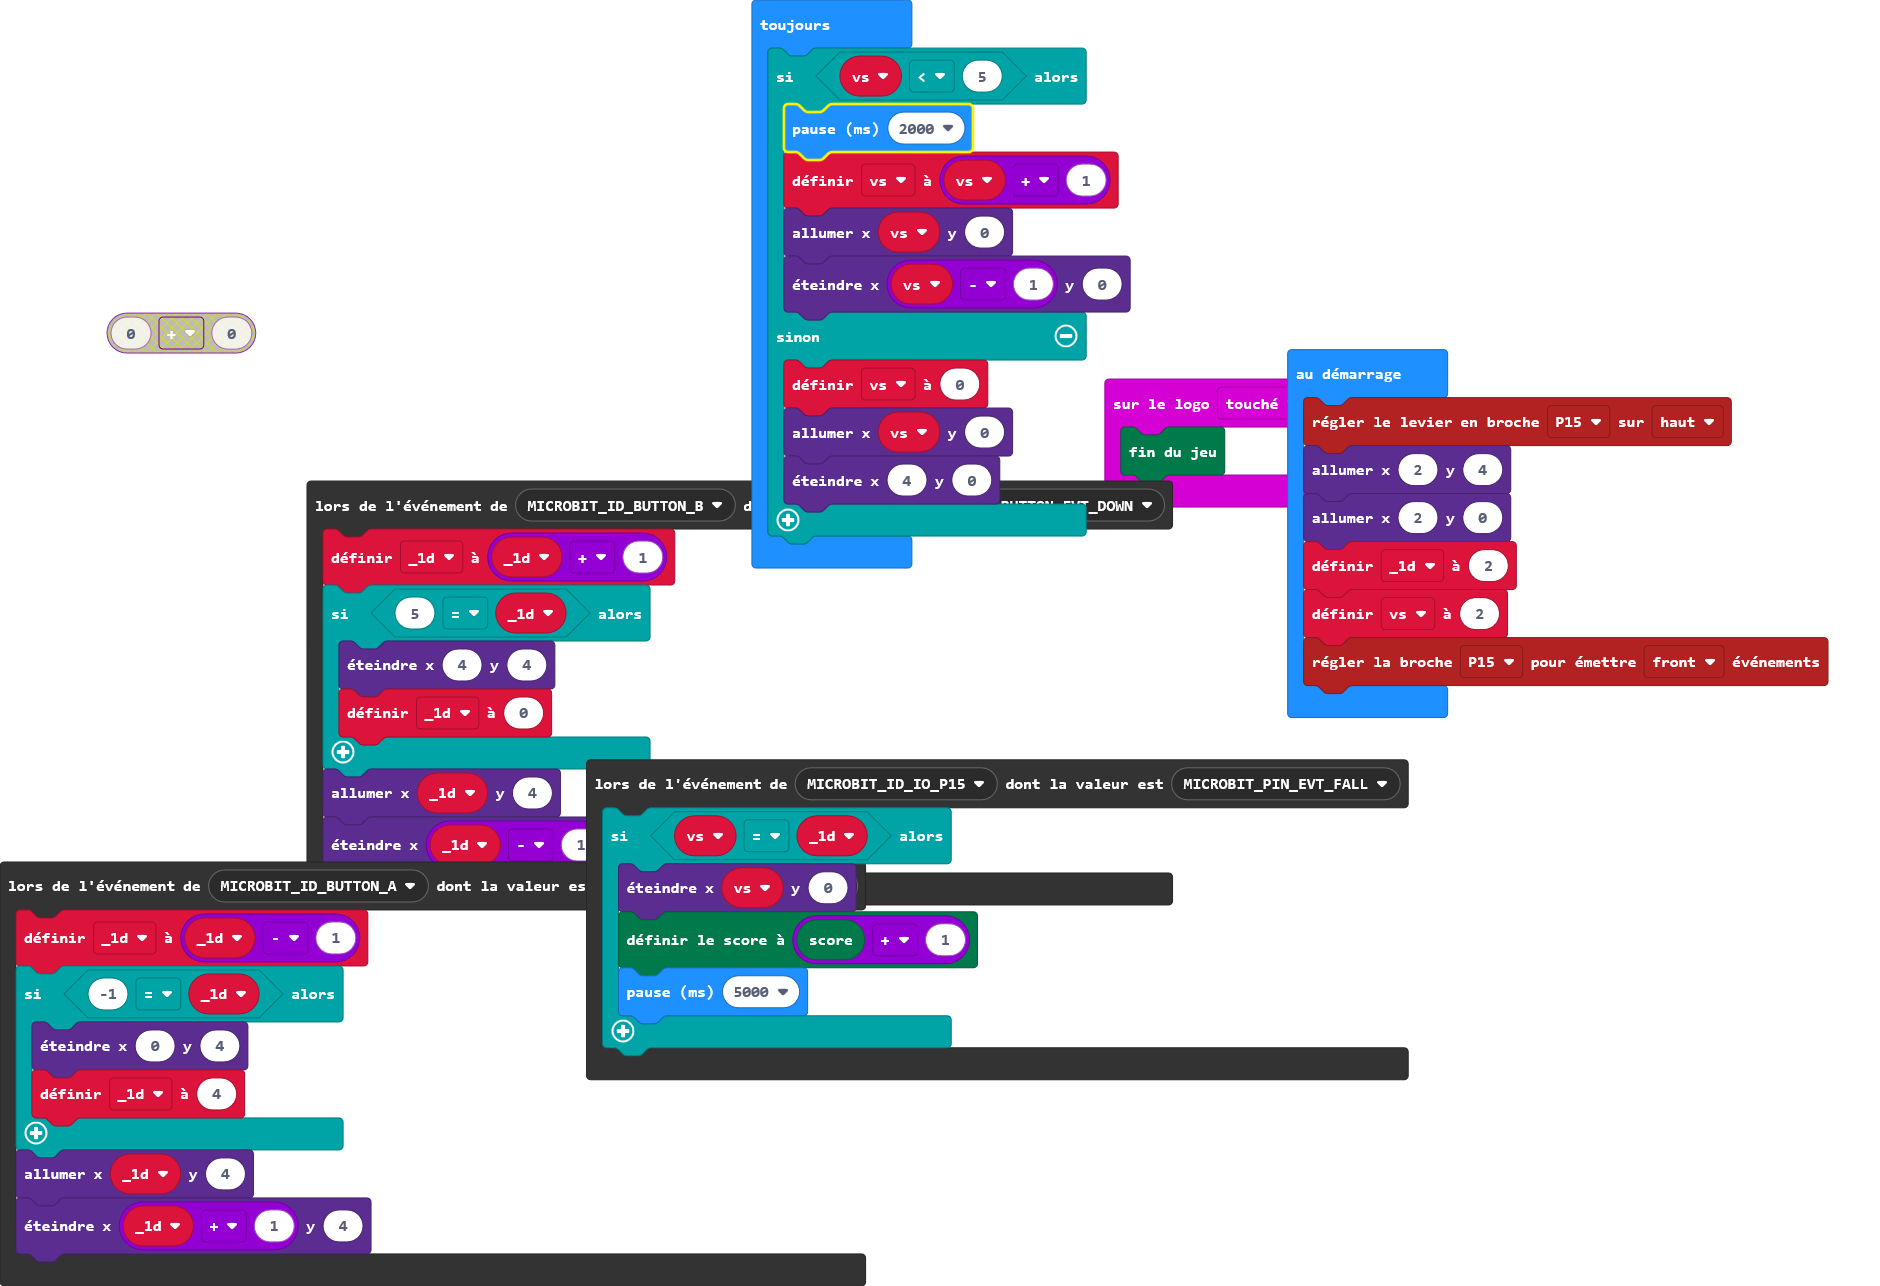 toujours
si vs < 5 alors
pause (ms) 2000
définir vs à vs + 1
allumer x vs y 0
éteindre x vs - 1 y 0
sinon
définir vs à 0
allumer x vs y 0
éteindre x 4 y 0
0 + 0
sur le logo touché
fin du jeu
au démarrage
régler le levier en broche P15 sur haut
allumer x 2 y 4
allumer x 2 y 0
définir _1d à 2
définir vs à 2
régler la broche P15 pour émettre front événements
lors de l'événement de MICROBIT_ID_BUTTON_B d BUTTON_EVT_DOWN
définir _1d à _1d + 1
si 5 = _1d alors
éteindre x 4 y 4
définir _1d à 0
allumer x _1d y 4
éteindre x _1d - 1
lors de l'événement de MICROBIT_ID_IO_P15 dont la valeur est MICROBIT_PIN_EVT_FALL
si vs = _1d alors
éteindre x vs y 0
définir le score à score + 1
pause (ms) 5000
lors de l'événement de MICROBIT_ID_BUTTON_A dont la valeur es
définir _1d à _1d - 1
si -1 = _1d alors
éteindre x 0 y 4
définir _1d à 4
allumer x _1d y 4
éteindre x _1d + 1 y 4